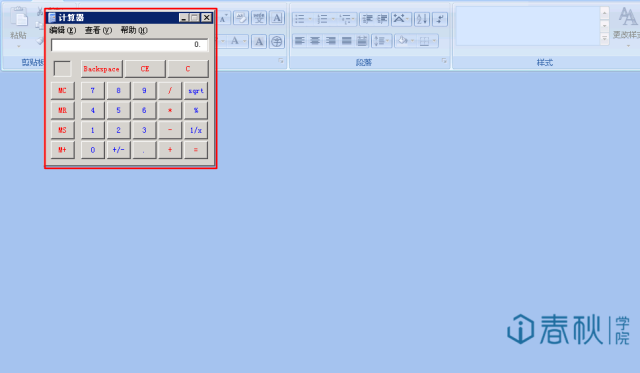 计算器
编辑(E) 查看(V) 帮助(H)
0.
Backspace CE C
MC 7 8 9 / sqrt
MR 4 5 6 * %
MS 1 2 3 - 1/x
M+ 0 +/- . + =
粘贴
剪贴板
段落
样式
更改样式
春秋
学院